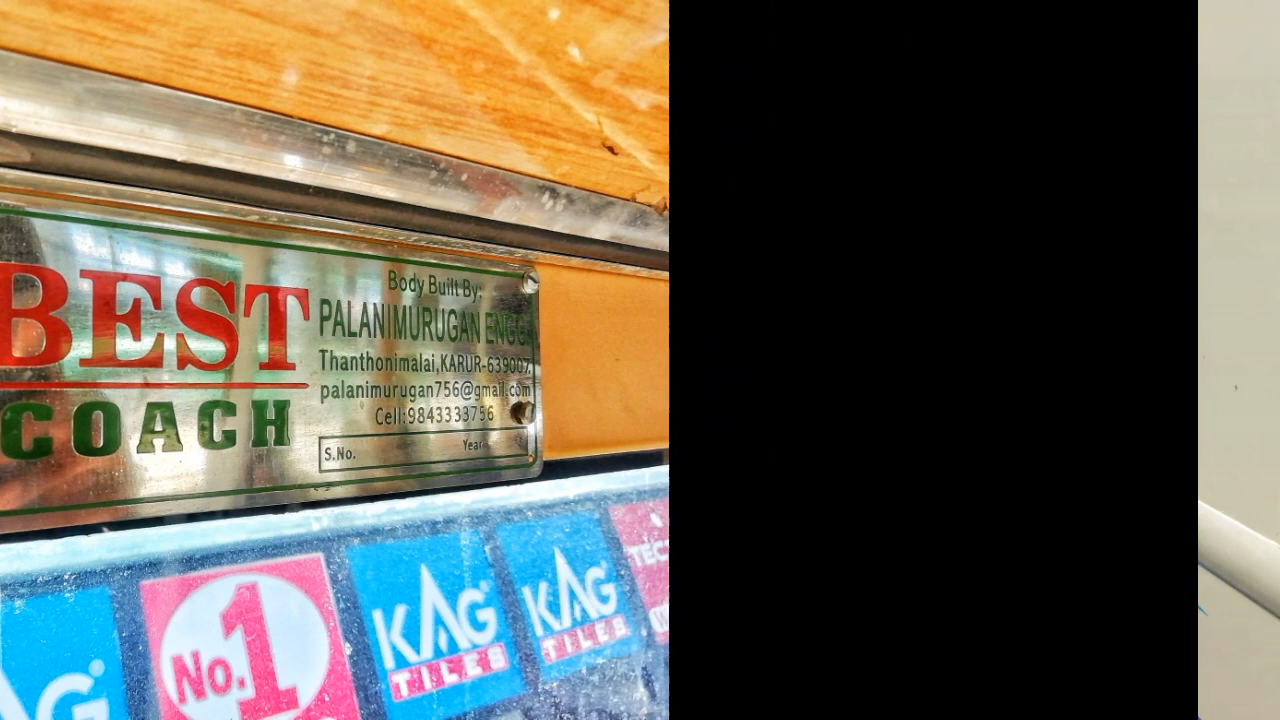 BEST
COACH
Body Built By:
PALANIMURUGAN ENGG
Thanthonimalai,KARUR-639007.
palanimurugan756@gmail.com
Cell:9843333756
S.No. Year
No.1
KAG
TILES
KAG
TILES
AG